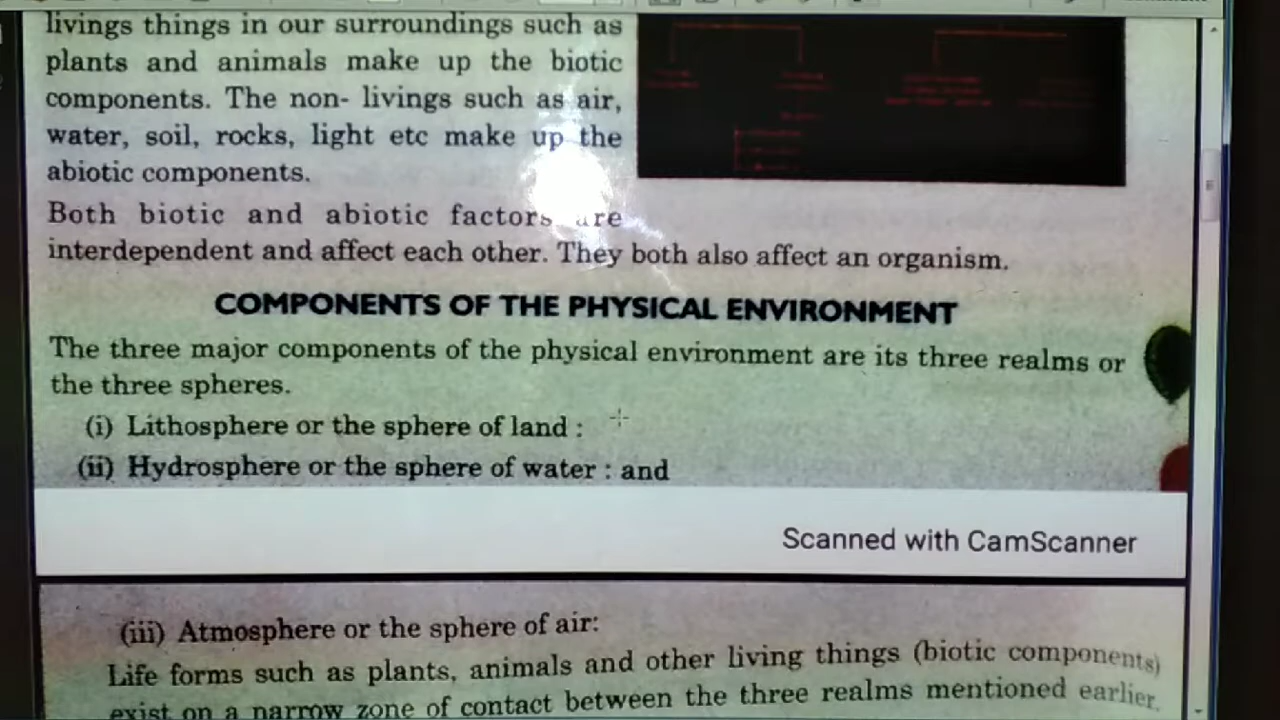 livings things in our surroundings such as
plants and animals make up the biotic
components. The non- livings such as air,
water, soil, rocks, light etc make up the
abiotic components.
Both biotic and abiotic factors are
interdependent and affect each other. They both also affect an organism.
COMPONENTS OF THE PHYSICAL ENVIRONMENT
The three major components of the physical environment are its three realms or
the three spheres.
(i) Lithosphere or the sphere of land :
(ii) Hydrosphere or the sphere of water : and
Scanned with CamScanner
(iii) Atmosphere or the sphere of air:
Life forms such as plants, animals and other living things (biotic components)
exist on a narrow zone of contact between the three realms mentioned earlier.